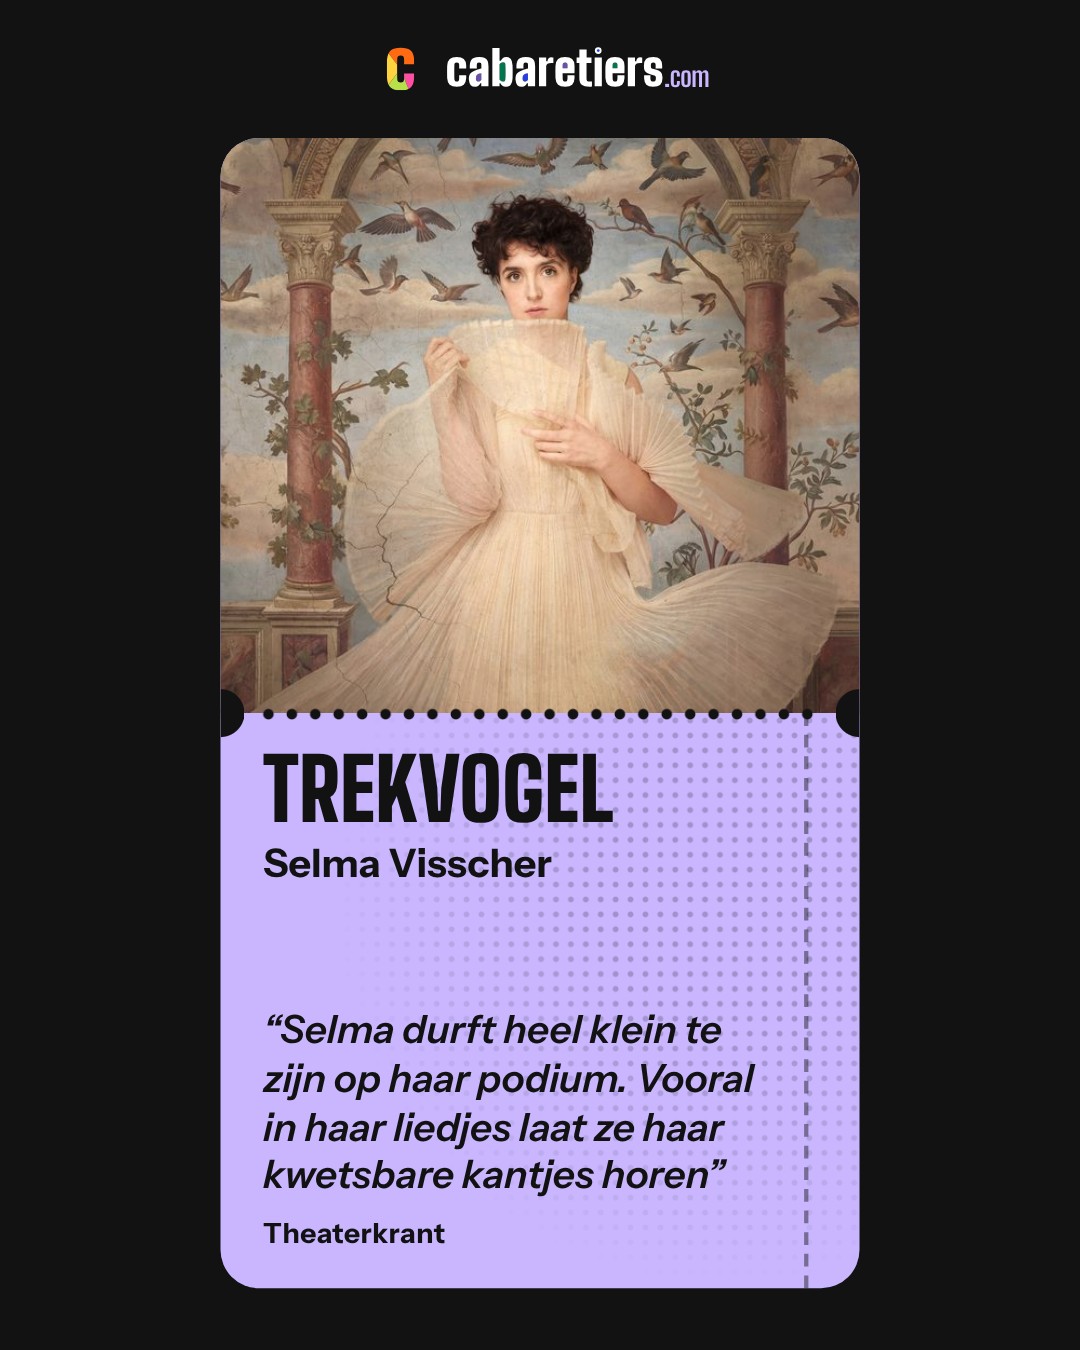 cabaretiers.com
TREKVOGEL
Selma Visscher
“Selma durft heel klein te
zijn op haar podium. Vooral
in haar liedjes laat ze haar
kwetsbare kantjes horen”
Theaterkrant